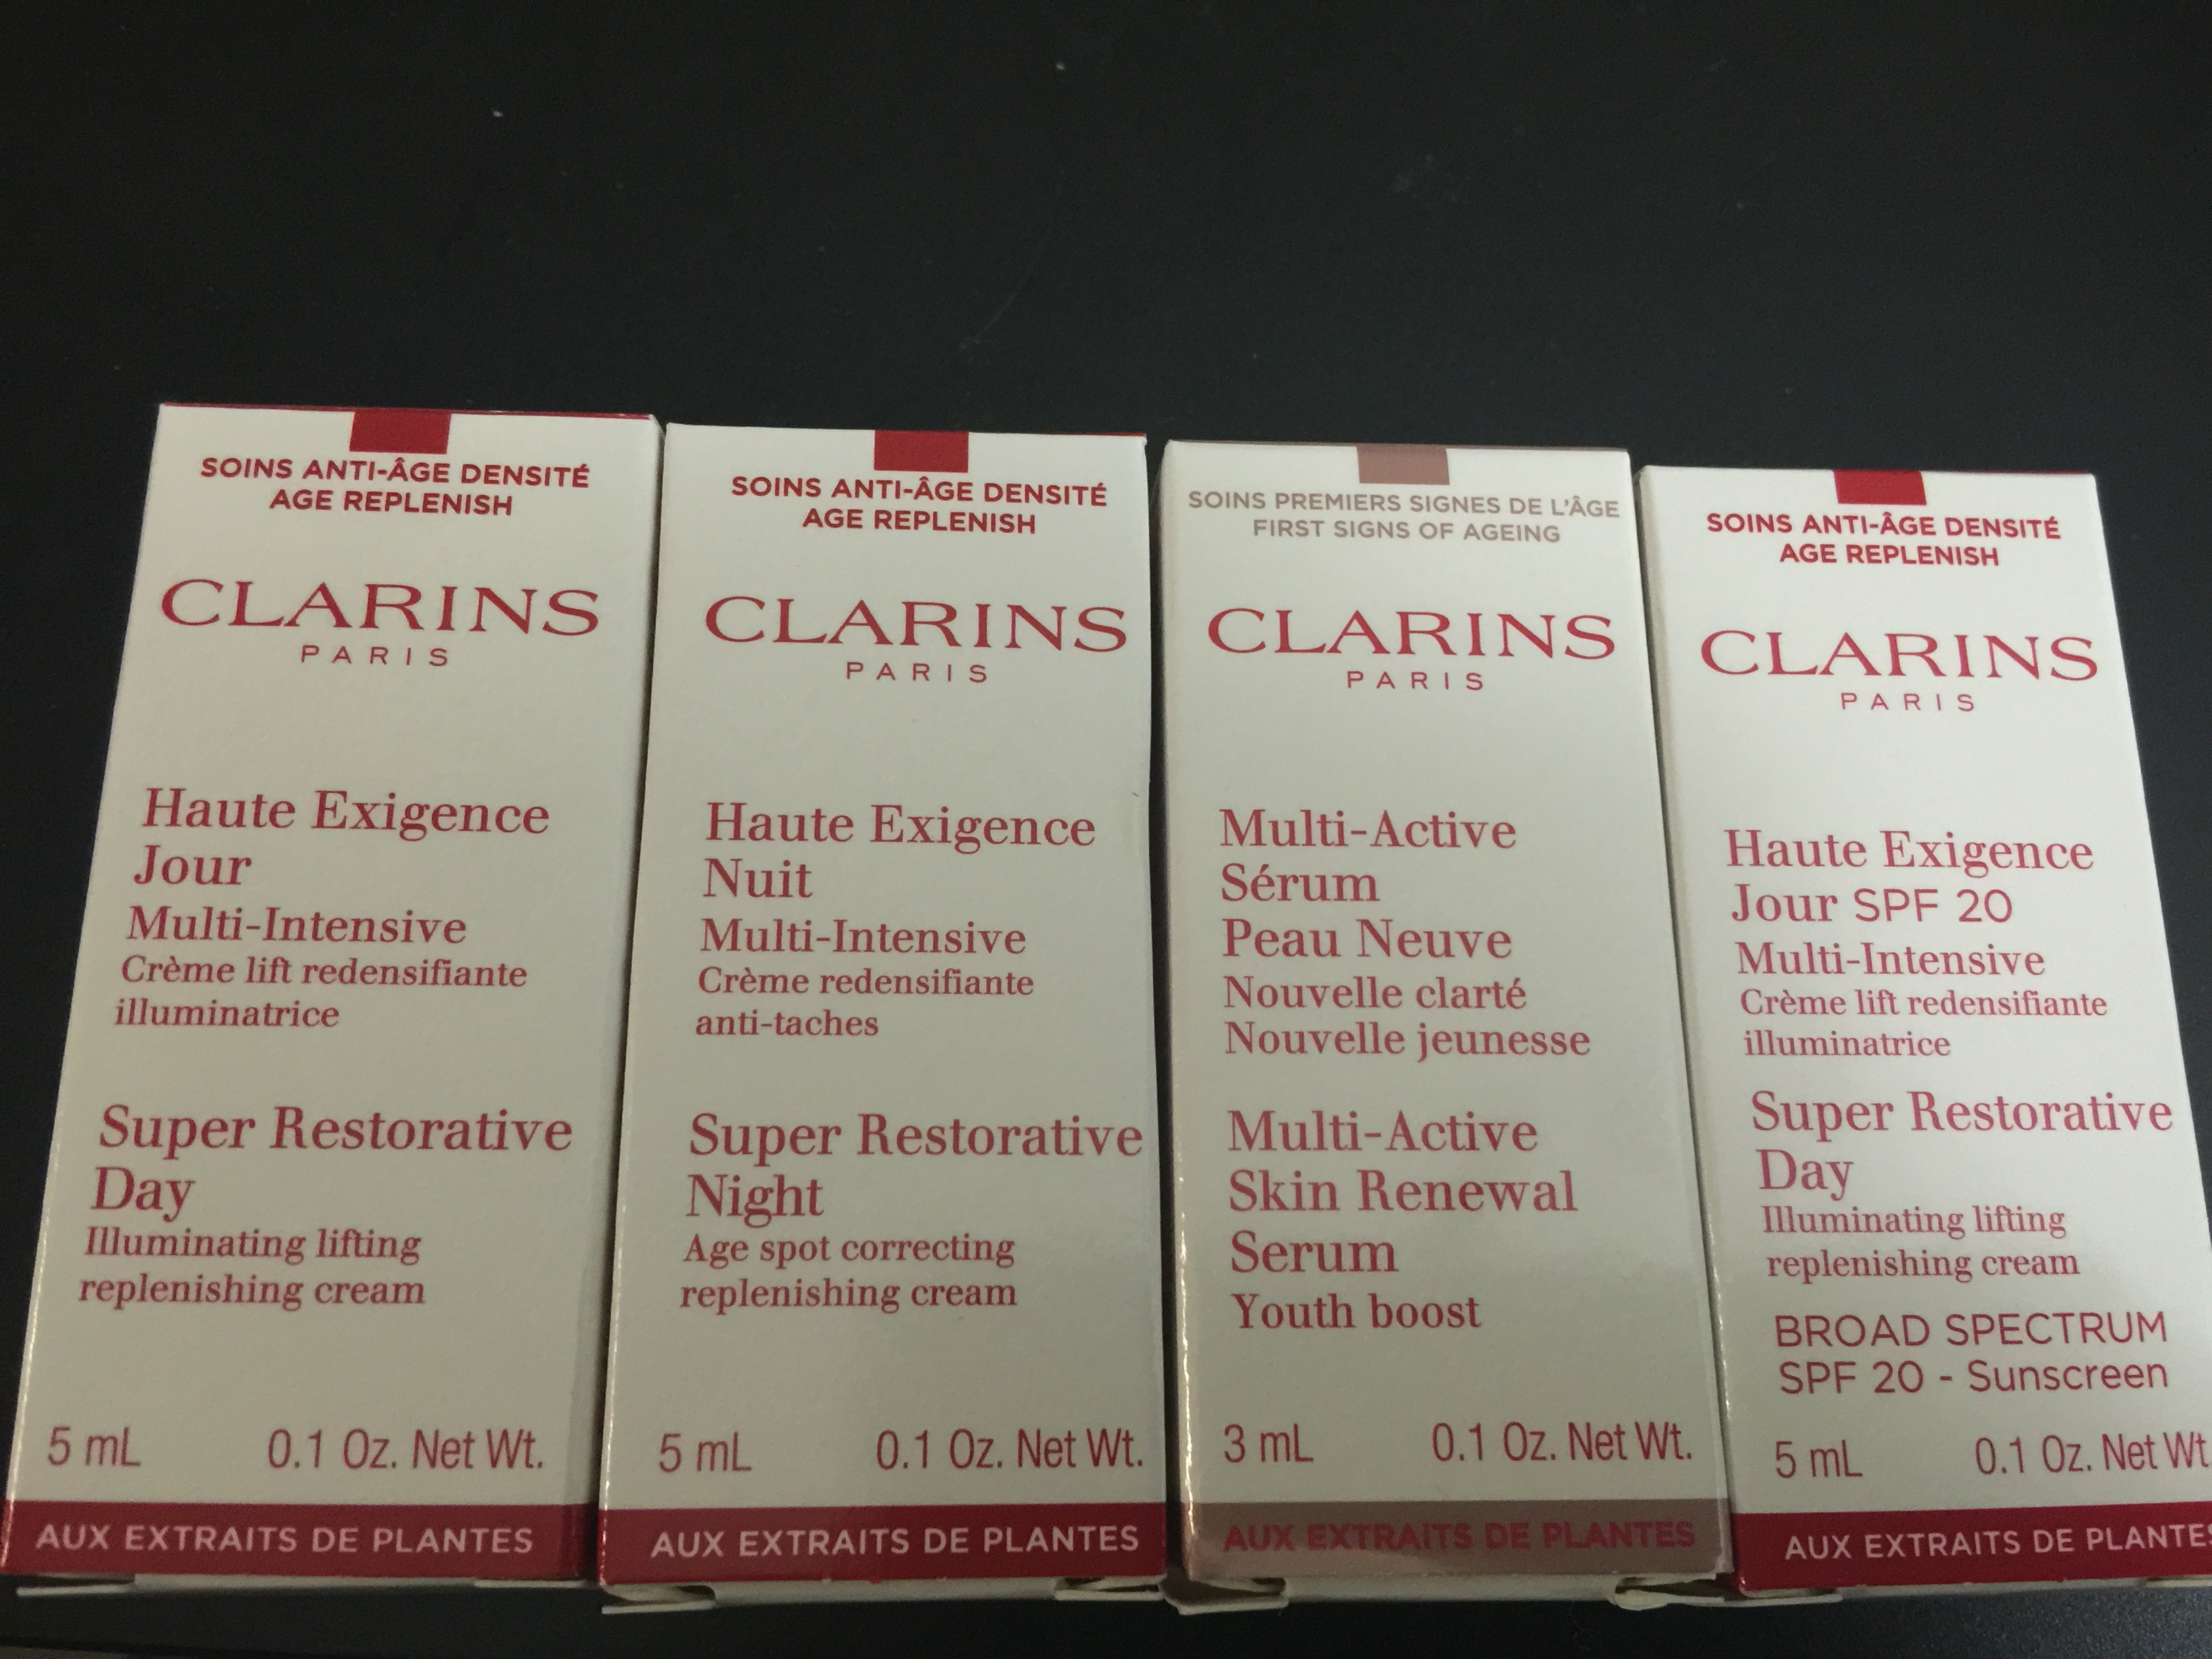 SOINS ANTI-ÂGE DENSITÉ
AGE REPLENISH
CLARINS
PARIS
Haute Exigence
Jour
Multi-Intensive
Crème lift redensifiante
illuminatrice
Super Restorative
Day
Illuminating lifting
replenishing cream
5 mL 0.1 Oz. Net Wt.
AUX EXTRAITS DE PLANTES
SOINS ANTI-ÂGE DENSITÉ
AGE REPLENISH
CLARINS
PARIS
Haute Exigence
Nuit
Multi-Intensive
Crème redensifiante
anti-taches
Super Restorative
Night
Age spot correcting
replenishing cream
5 mL 0.1 Oz. Net Wt.
AUX EXTRAITS DE PLANTES
SOINS PREMIERS SIGNES DE L'ÂGE
FIRST SIGNS OF AGEING
CLARINS
PARIS
Multi-Active
Sérum
Peau Neuve
Nouvelle clarté
Nouvelle jeunesse
Multi-Active
Skin Renewal
Serum
Youth boost
3 mL 0.1 Oz. Net Wt.
AUX EXTRAITS DE PLANTES
SOINS ANTI-ÂGE DENSITÉ
AGE REPLENISH
CLARINS
PARIS
Haute Exigence
Jour SPF 20
Multi-Intensive
Crème lift redensifiante
illuminatrice
Super Restorative
Day
Illuminating lifting
replenishing cream
BROAD SPECTRUM
SPF 20 - Sunscreen
5 mL 0.1 Oz. Net Wt
AUX EXTRAITS DE PLANTES